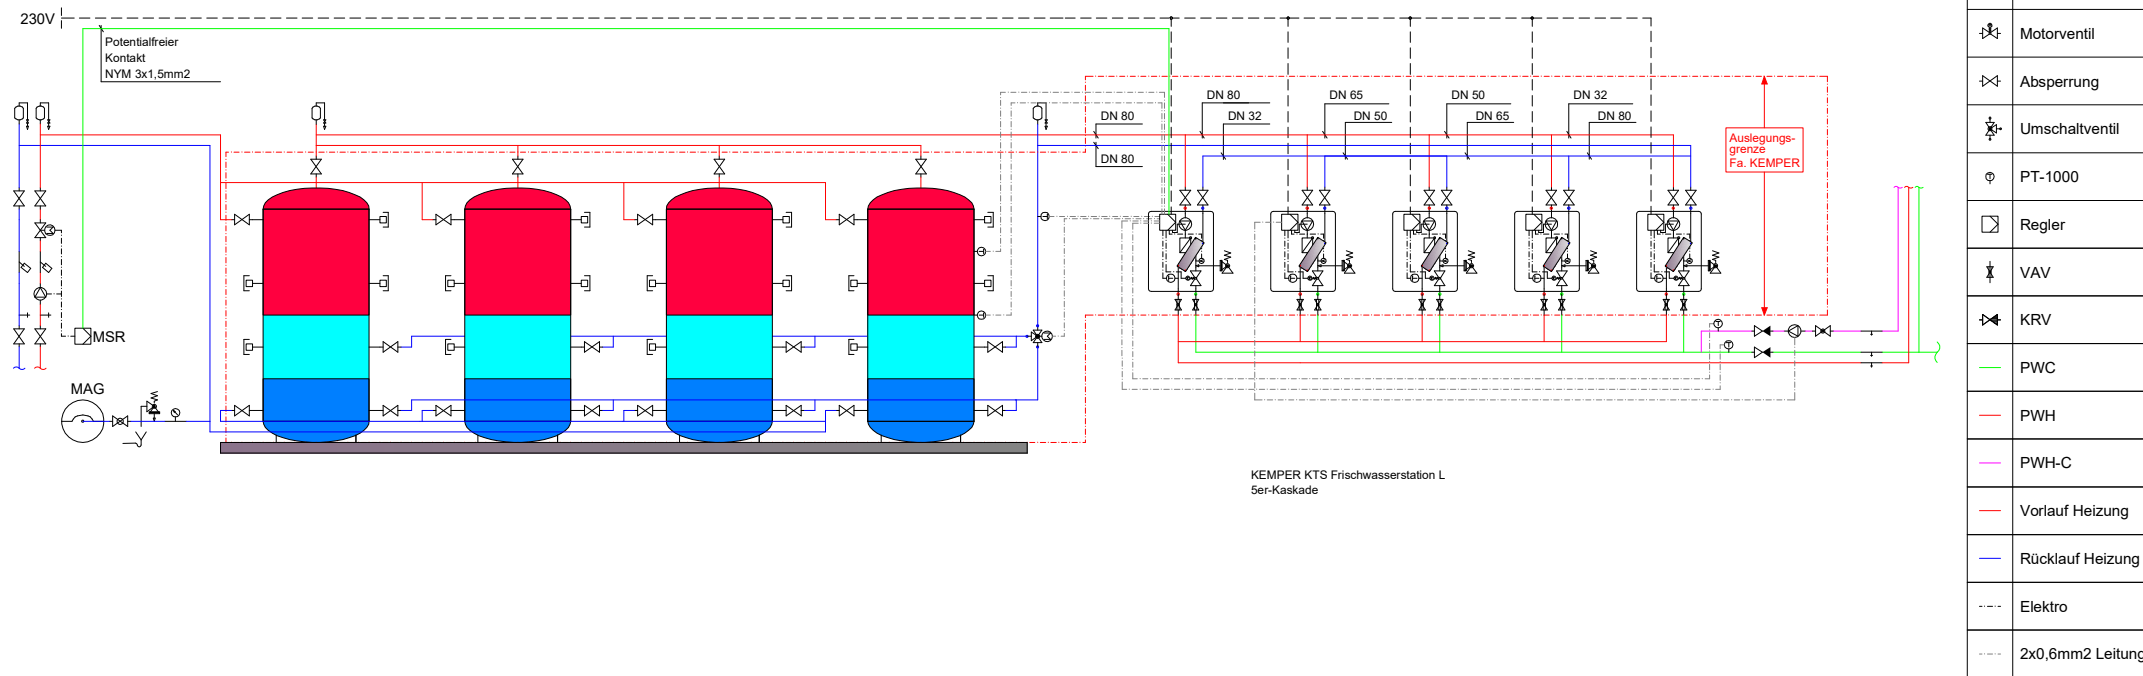 230V
Potentialfreier
Kontakt
NYM 3x1,5mm2
DN 80
DN 80
DN 80
DN 32
DN 65
DN 50
DN 50
DN 65
DN 32
DN 80
Auslegungs-
grenze
Fa. KEMPER
MSR
MAG
KEMPER KTS Frischwasserstation L
5er-Kaskade
Motorventil
Absperrung
Umschaltventil
PT-1000
Regler
VAV
KRV
PWC
PWH
PWH-C
Vorlauf Heizung
Rücklauf Heizung
Elektro
2x0,6mm2 Leitung